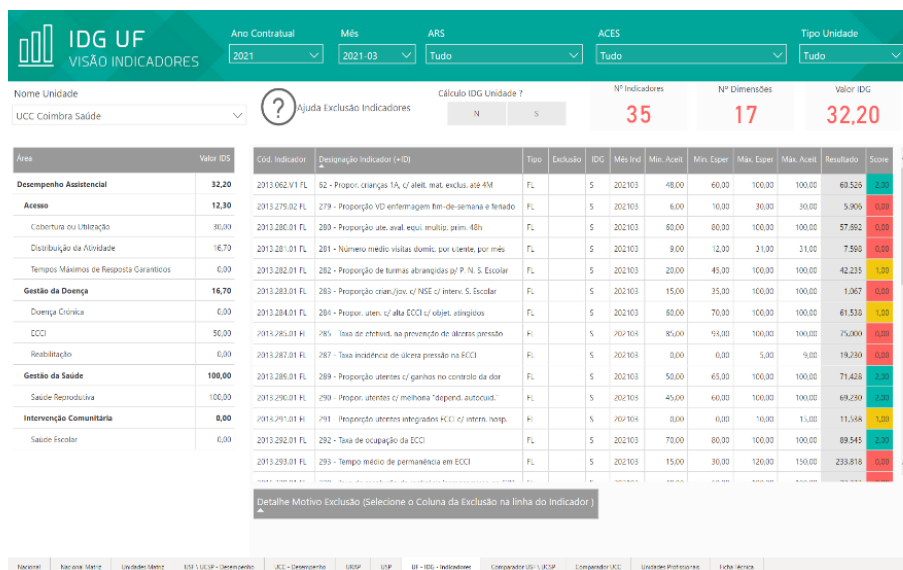 IDG UF
VISÃO INDICADORES
Ano Contratual Mês ARS ACES Tipo Unidade
2021 2021-03 Tudo Tudo Tudo
Nome Unidade
UCC Coimbra Saúde
? Ajuda Exclusão Indicadores
Cálculo IDG Unidade ?
N S
Nº Indicadores Nº Dimensões Valor IDG
35 17 32,20
Área Valor IDS
Desempenho Assistencial 32,20
Acesso 12,30
Cobertura ou Utilização 30,00
Distribuição da Atividade 16,70
Tempos Máximos de Resposta Garantidos 0,00
Gestão da Doença 16,70
Doença Crónica 0,00
ECCI 50,00
Reabilitação 0,00
Gestão da Saúde 100,00
Saúde Reprodutiva 100,00
Intervenção Comunitária 0,00
Saúde Escolar 0,00
Cód. Indicador Designação Indicador (+ID) Tipo Exclusão IDG Mês Ind Min. Aceit Min. Esper Máx. Esper Máx. Aceit Resultado Score
2013.062.V1 FL 62 - Propor. crianças 1A, c/ aleit. mat. exclus. até 4M FL S 202103 48,00 60,00 100,00 100,00 60.526 2,00
2013.279.02 FL 279 - Proporção VD enfermagem fim-de-semana e feriado FL S 202103 6,00 10,00 30,00 30,00 5.906 0,00
2013.280.01 FL 280 - Proporção ute. aval. equi. multip. prim. 48h FL S 202103 60,00 80,00 100,00 100,00 57.692 0,00
2013.281.01 FL 281 - Número médio visitas domic. por utente, por mês FL S 202103 9,00 12,00 31,00 31,00 7.598 0,00
2013.282.01 FL 282 - Proporção de turmas abrangidas p/ P. N. S. Escolar FL S 202103 20,00 45,00 100,00 100,00 42.235 1,00
2013.283.01 FL 283 - Proporção crian./jov. c/ NSE c/ interv. S. Escolar FL S 202103 15,00 35,00 100,00 100,00 1.067 0,00
2013.284.01 FL 284 - Propor. uten. c/ alta ECCI c/ objet. atingidos FL S 202103 60,00 70,00 100,00 100,00 61.538 1,00
2013.285.01 FL 285 - Taxa de efetivid. na prevenção de úlceras pressão FL S 202103 85,00 93,00 100,00 100,00 75.000 0,00
2013.287.01 FL 287 - Taxa incidência de úlcera pressão na ECCI FL S 202103 0,00 0,00 5,00 9,00 19.230 0,00
2013.289.01 FL 289 - Proporção utentes c/ ganhos no controlo da dor FL S 202103 50,00 65,00 100,00 100,00 71.428 2,00
2013.290.01 FL 290 - Propor. utentes c/ melhoria "depend. autocuid." FL S 202103 45,00 60,00 100,00 100,00 69.230 2,00
2013.291.01 FL 291 - Proporção utentes integrados ECCI c/ intern. hosp. FL S 202103 0,00 0,00 10,00 15,00 11.538 1,00
2013.292.01 FL 292 - Taxa de ocupação da ECCI FL S 202103 70,00 80,00 100,00 100,00 89.545 2,00
2013.293.01 FL 293 - Tempo médio de permanência em ECCI FL S 202103 15,00 30,00 120,00 150,00 233.818 0,00
Detalhe Motivo Exclusão (Selecione o Coluna da Exclusão na linha do Indicador )
Nacional Nacional Matriz Unidades Matriz USF \ UCSP - Desempenho UCC - Desempenho URAP USP UF - IDG - Indicadores Comparador USF \ UCSP Comparador UCC Unidades Profissionais Ficha Técnica